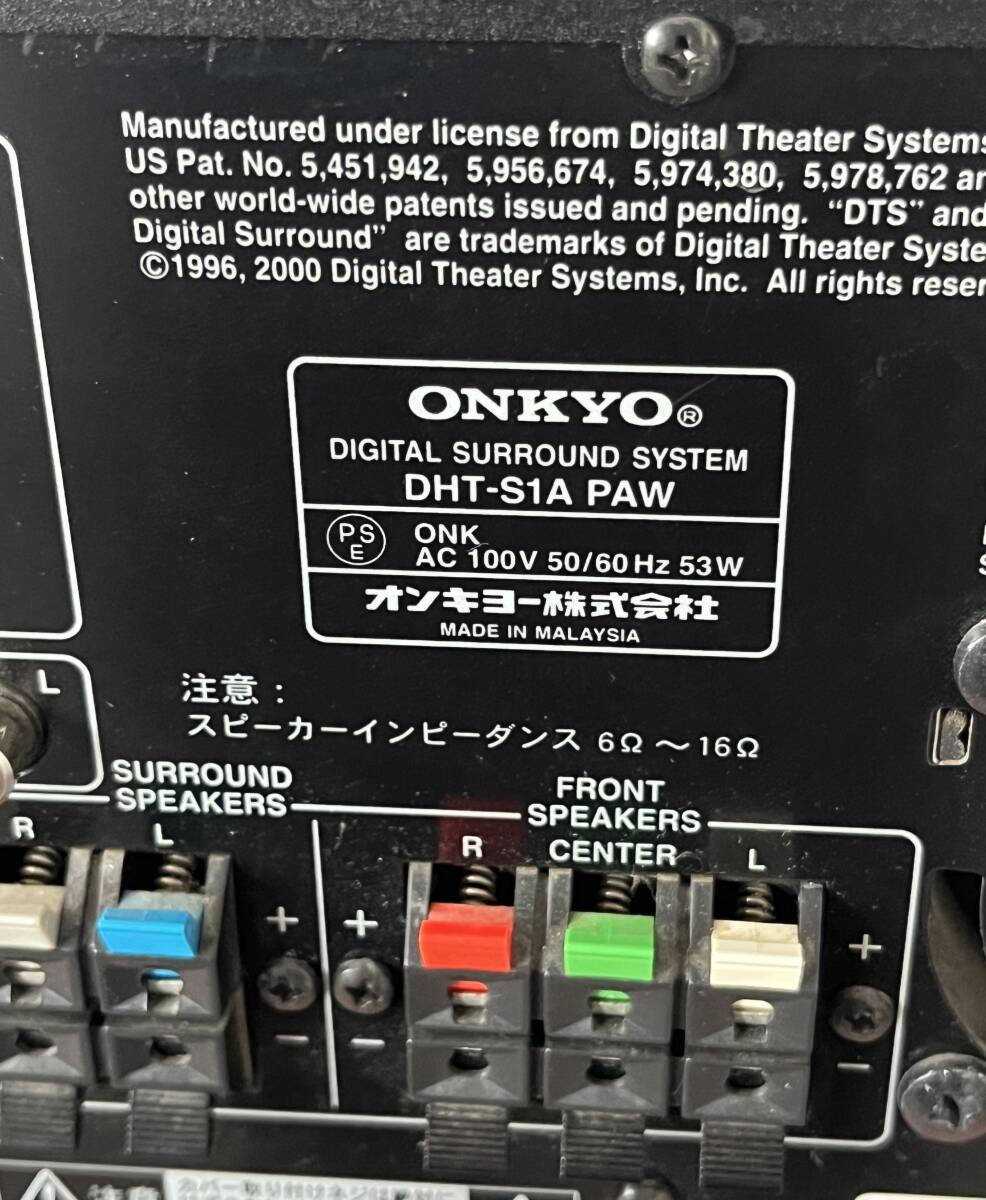 Manufactured under license from Digital Theater Systems
US Pat. No. 5,451,942, 5,956,674, 5,974,380, 5,978,762
other world-wide patents issued and pending. “DTS” and
Digital Surround” are trademarks of Digital Theater
©1996, 2000 Digital Theater Systems, Inc. All rights
ONKYO®
DIGITAL SURROUND SYSTEM
DHT-S1A PAW
PS
E
ONK
AC 100V 50/60Hz 53W
オンキヨー株式会社
MADE IN MALAYSIA
注意：
スピーカーインピーダンス 6Ω ～16Ω
L
SURROUND
SPEAKERS
R
L
FRONT
SPEAKERS
R
CENTER
L
+
+
+
−
−
−